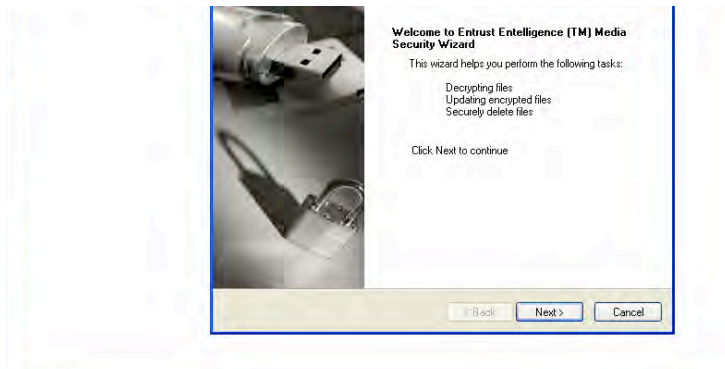 Welcome to Entrust Entelligence (TM) Media
Security Wizard
This wizard helps you perform the following tasks:
Decrypting files
Updating encrypted files
Securely delete files
Click Next to continue
< Back
Next >
Cancel